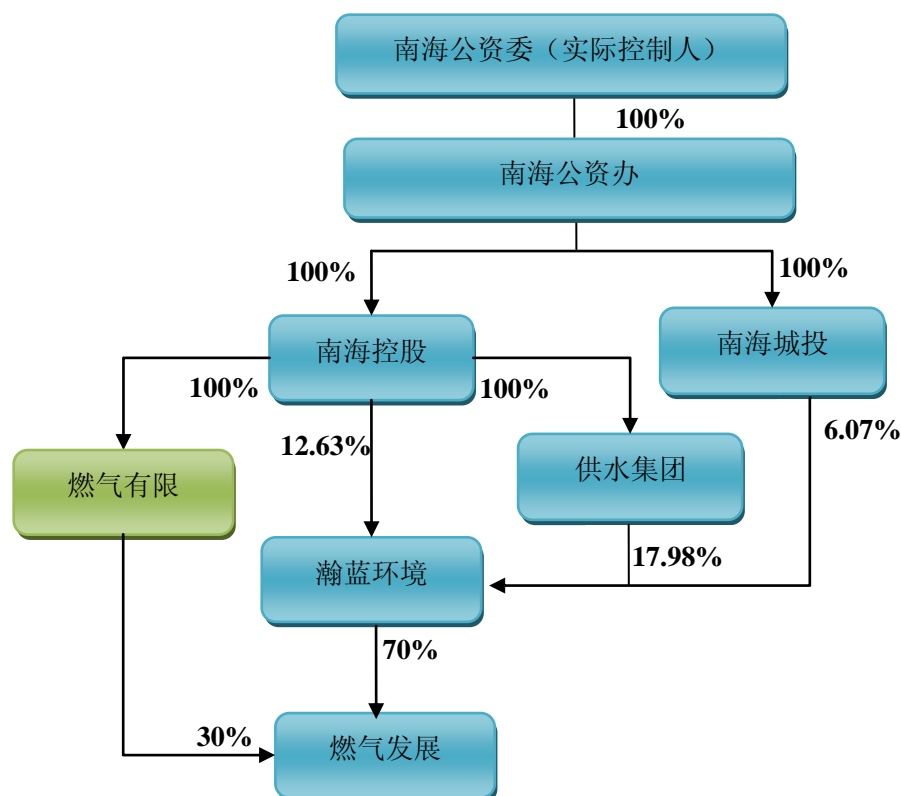 南海公资委（实际控制人）
100%
南海公资办
100%
100%
南海控股
南海城投
100%
100%
12.63%
6.07%
燃气有限
供水集团
17.98%
瀚蓝环境
70%
30%
燃气发展